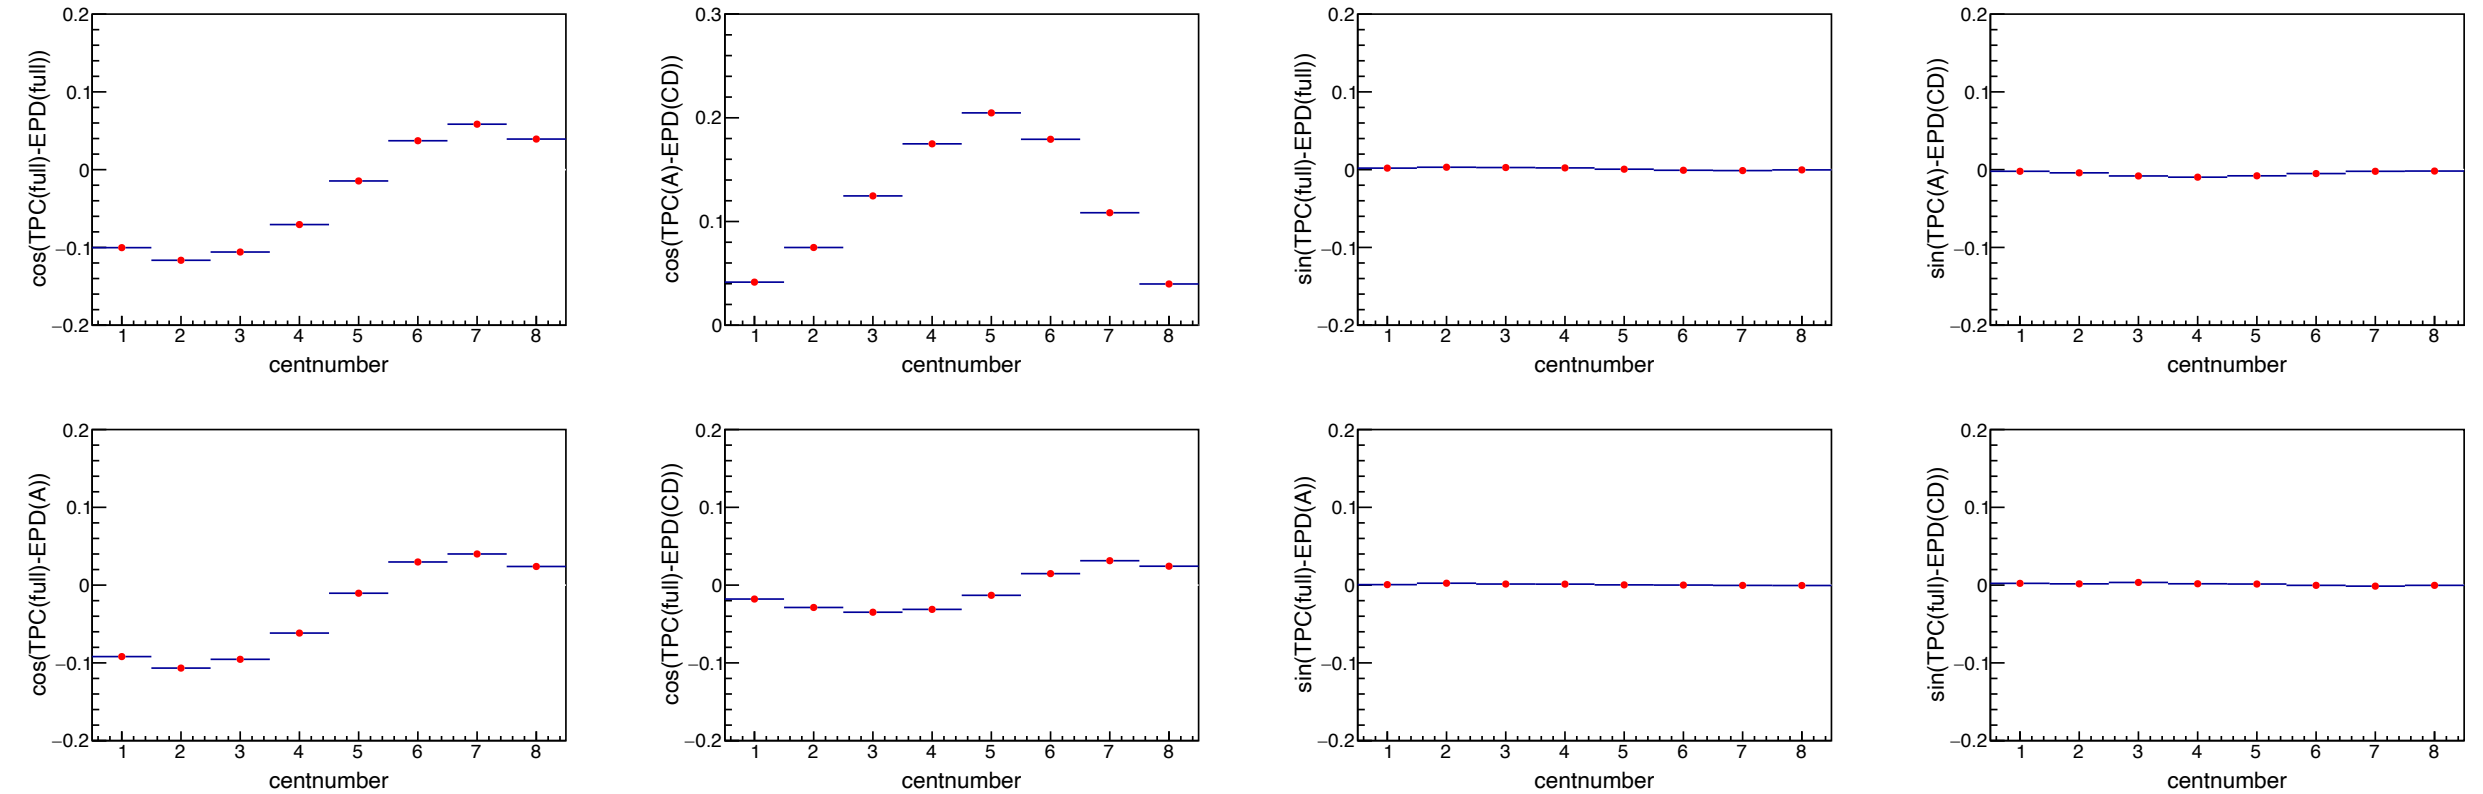 cos(TPC(full)-EPD(full))
0.2
0.1
0
−0.1
−0.2
1 2 3 4 5 6 7 8
centnumber
cos(TPC(A)-EPD(CD))
0.3
0.2
0.1
0
1 2 3 4 5 6 7 8
centnumber
sin(TPC(full)-EPD(full))
0.2
0.1
0
−0.1
−0.2
1 2 3 4 5 6 7 8
centnumber
sin(TPC(A)-EPD(CD))
0.2
0.1
0
−0.1
−0.2
1 2 3 4 5 6 7 8
centnumber
cos(TPC(full)-EPD(A))
0.2
0.1
0
−0.1
−0.2
1 2 3 4 5 6 7 8
centnumber
cos(TPC(full)-EPD(CD))
0.2
0.1
0
−0.1
−0.2
1 2 3 4 5 6 7 8
centnumber
sin(TPC(full)-EPD(A))
0.2
0.1
0
−0.1
−0.2
1 2 3 4 5 6 7 8
centnumber
sin(TPC(full)-EPD(CD))
0.2
0.1
0
−0.1
−0.2
1 2 3 4 5 6 7 8
centnumber